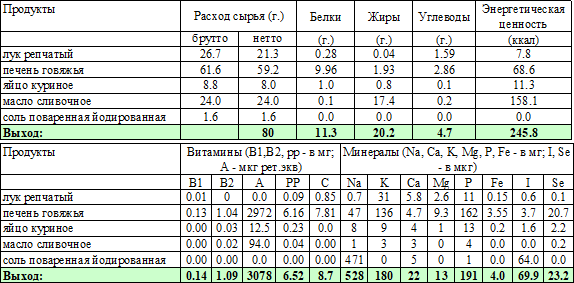 Продукты Расход сырья (г.) Белки Жиры Углеводы Энергетическая ценность
брутто нетто (г.) (г.) (г.) (ккал)
лук репчатый 26.7 21.3 0.28 0.04 1.59 7.8
печень говяжья 61.6 59.2 9.96 1.93 2.86 68.6
яйцо куриное 8.8 8.0 1.0 0.8 0.1 11.3
масло сливочное 24.0 24.0 0.1 17.4 0.2 158.1
соль поваренная йодированная 1.6 1.6 0.0 0.0 0.0 0.0
Выход: 80 11.3 20.2 4.7 245.8
Продукты Витамины (B1,B2, pp - в мг; А - мкг рет.экв) Минералы (Na, Ca, K, Mg, P, Fe - в мг; I, Se - в мкг)
B1 B2 A PP C Na K Ca Mg P Fe I Se
лук репчатый 0.01 0 0.0 0.09 0.85 0.7 31 5.8 2.6 11 0.15 0.6 0.1
печень говяжья 0.13 1.04 2972 6.16 7.81 47 136 4.7 9.3 162 3.55 3.7 20.7
яйцо куриное 0.00 0.03 12.5 0.23 0.0 8 9 4 1 13 0.2 1.6 2.2
масло сливочное 0.00 0.02 94.0 0.04 0.00 1 3 3 0 4 0.0 0.0 0.2
соль поваренная йодированная 0.00 0.00 0.0 0.00 0.00 471 0 5 0 1 0.0 64.0 0.0
Выход: 0.14 1.09 3078 6.52 8.7 528 180 22 13 191 4.0 69.9 23.2